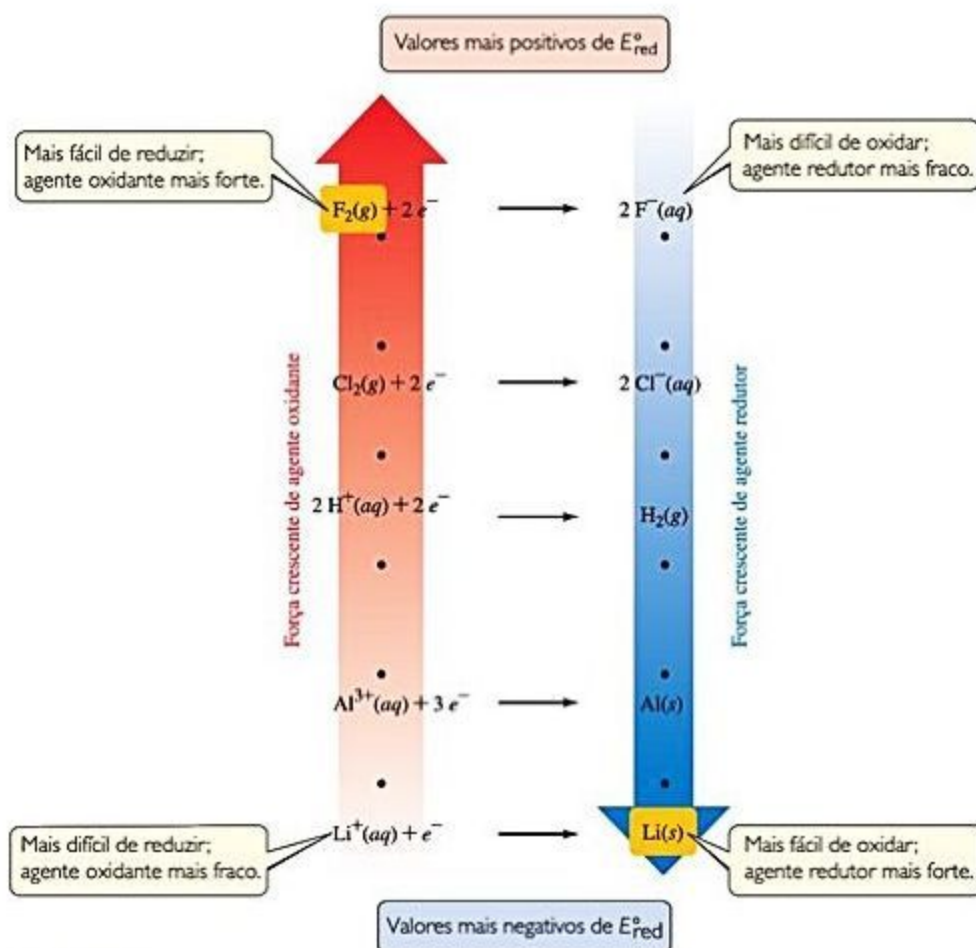 Valores mais positivos de E°red
Mais fácil de reduzir;
agente oxidante mais forte.
Mais difícil de oxidar;
agente redutor mais fraco.
F₂(g) + 2 e⁻ → 2 F⁻(aq)
Cl₂(g) + 2 e⁻ → 2 Cl⁻(aq)
2 H⁺(aq) + 2 e⁻ → H₂(g)
Al³⁺(aq) + 3 e⁻ → Al(s)
Li⁺(aq) + e⁻ → Li(s)
Força crescente de agente oxidante
Força crescente de agente redutor
Mais difícil de reduzir;
agente oxidante mais fraco.
Mais fácil de oxidar;
agente redutor mais forte.
Valores mais negativos de E°red